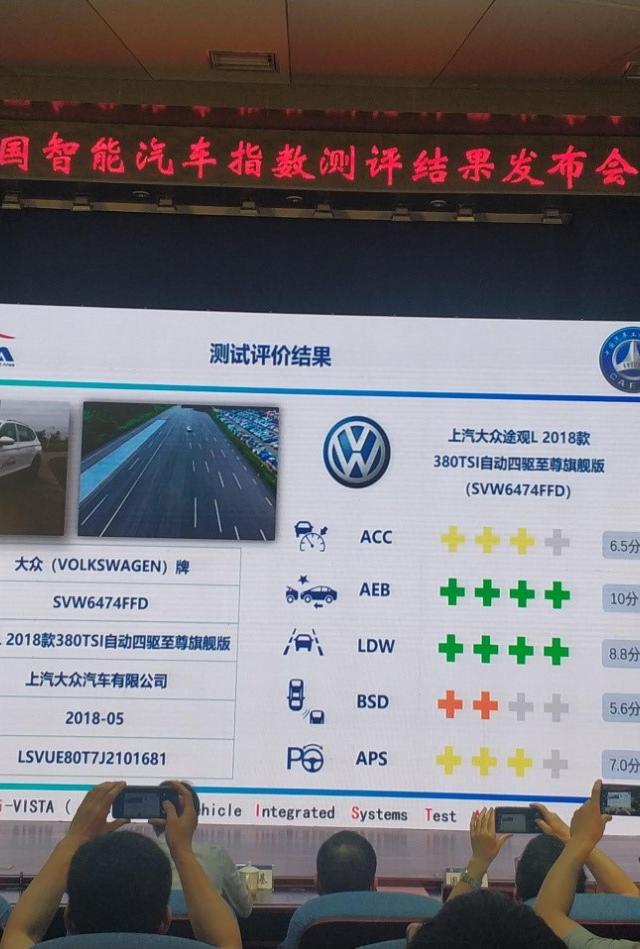 国智能汽车指数测评结果发布会
测试评价结果
上汽大众途观L 2018款
380TSI自动四驱至尊旗舰版
(SVW6474FFD)
ACC
6.5分
AEB
10分
LDW
8.8分
BSD
5.6分
APS
7.0分
大众（VOLKSWAGEN）牌
SVW6474FFD
L 2018款380TSI自动四驱至尊旗舰版
上汽大众汽车有限公司
2018-05
LSVUE80T7J2101681
i-VISTA ( ehicle Integrated Systems Test